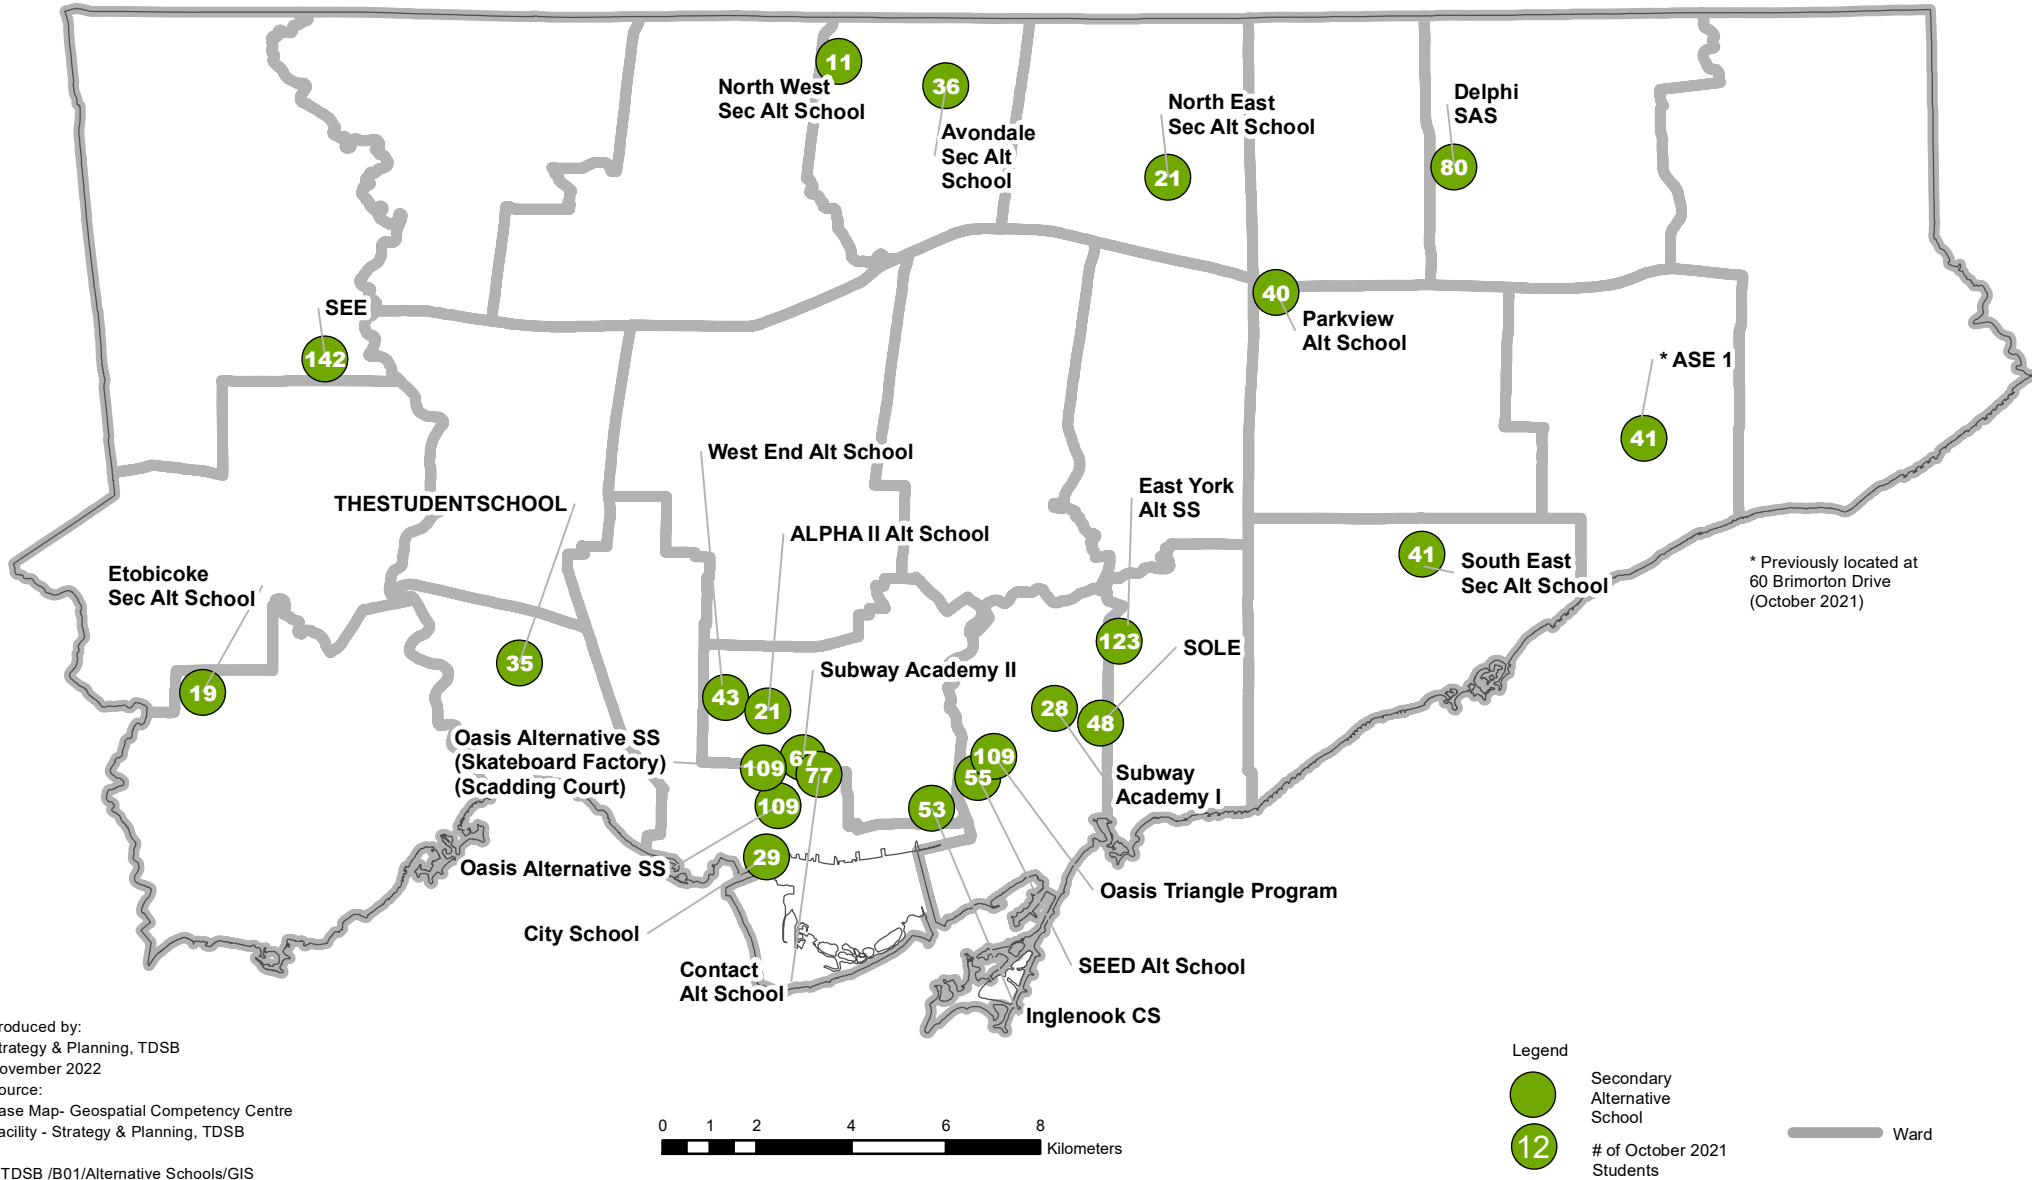 11
North West
Sec Alt School
36
Avondale
Sec Alt
School
North East
Sec Alt School
21
Delphi
SAS
80
SEE
142
40
Parkview
Alt School
* ASE 1
41
West End Alt School
THESTUDENTSCHOOL
ALPHA II Alt School
East York
Alt SS
41
South East
Sec Alt School
* Previously located at
60 Brimorton Drive
(October 2021)
Etobicoke
Sec Alt School
19
35
123
SOLE
Subway Academy II
43
21
28
48
Oasis Alternative SS
(Skateboard Factory)
(Scadding Court)
109
67
77
109
55
109
53
Subway
Academy I
29
Oasis Alternative SS
Oasis Triangle Program
City School
Contact
Alt School
SEED Alt School
Inglenook CS
roduced by:
trategy & Planning, TDSB
ovember 2022
ource:
ase Map- Geospatial Competency Centre
acility - Strategy & Planning, TDSB
TDSB /B01/Alternative Schools/GIS
0 1 2 4 6 8
Kilometers
Legend
Secondary
Alternative
School
12
# of October 2021
Students
Ward